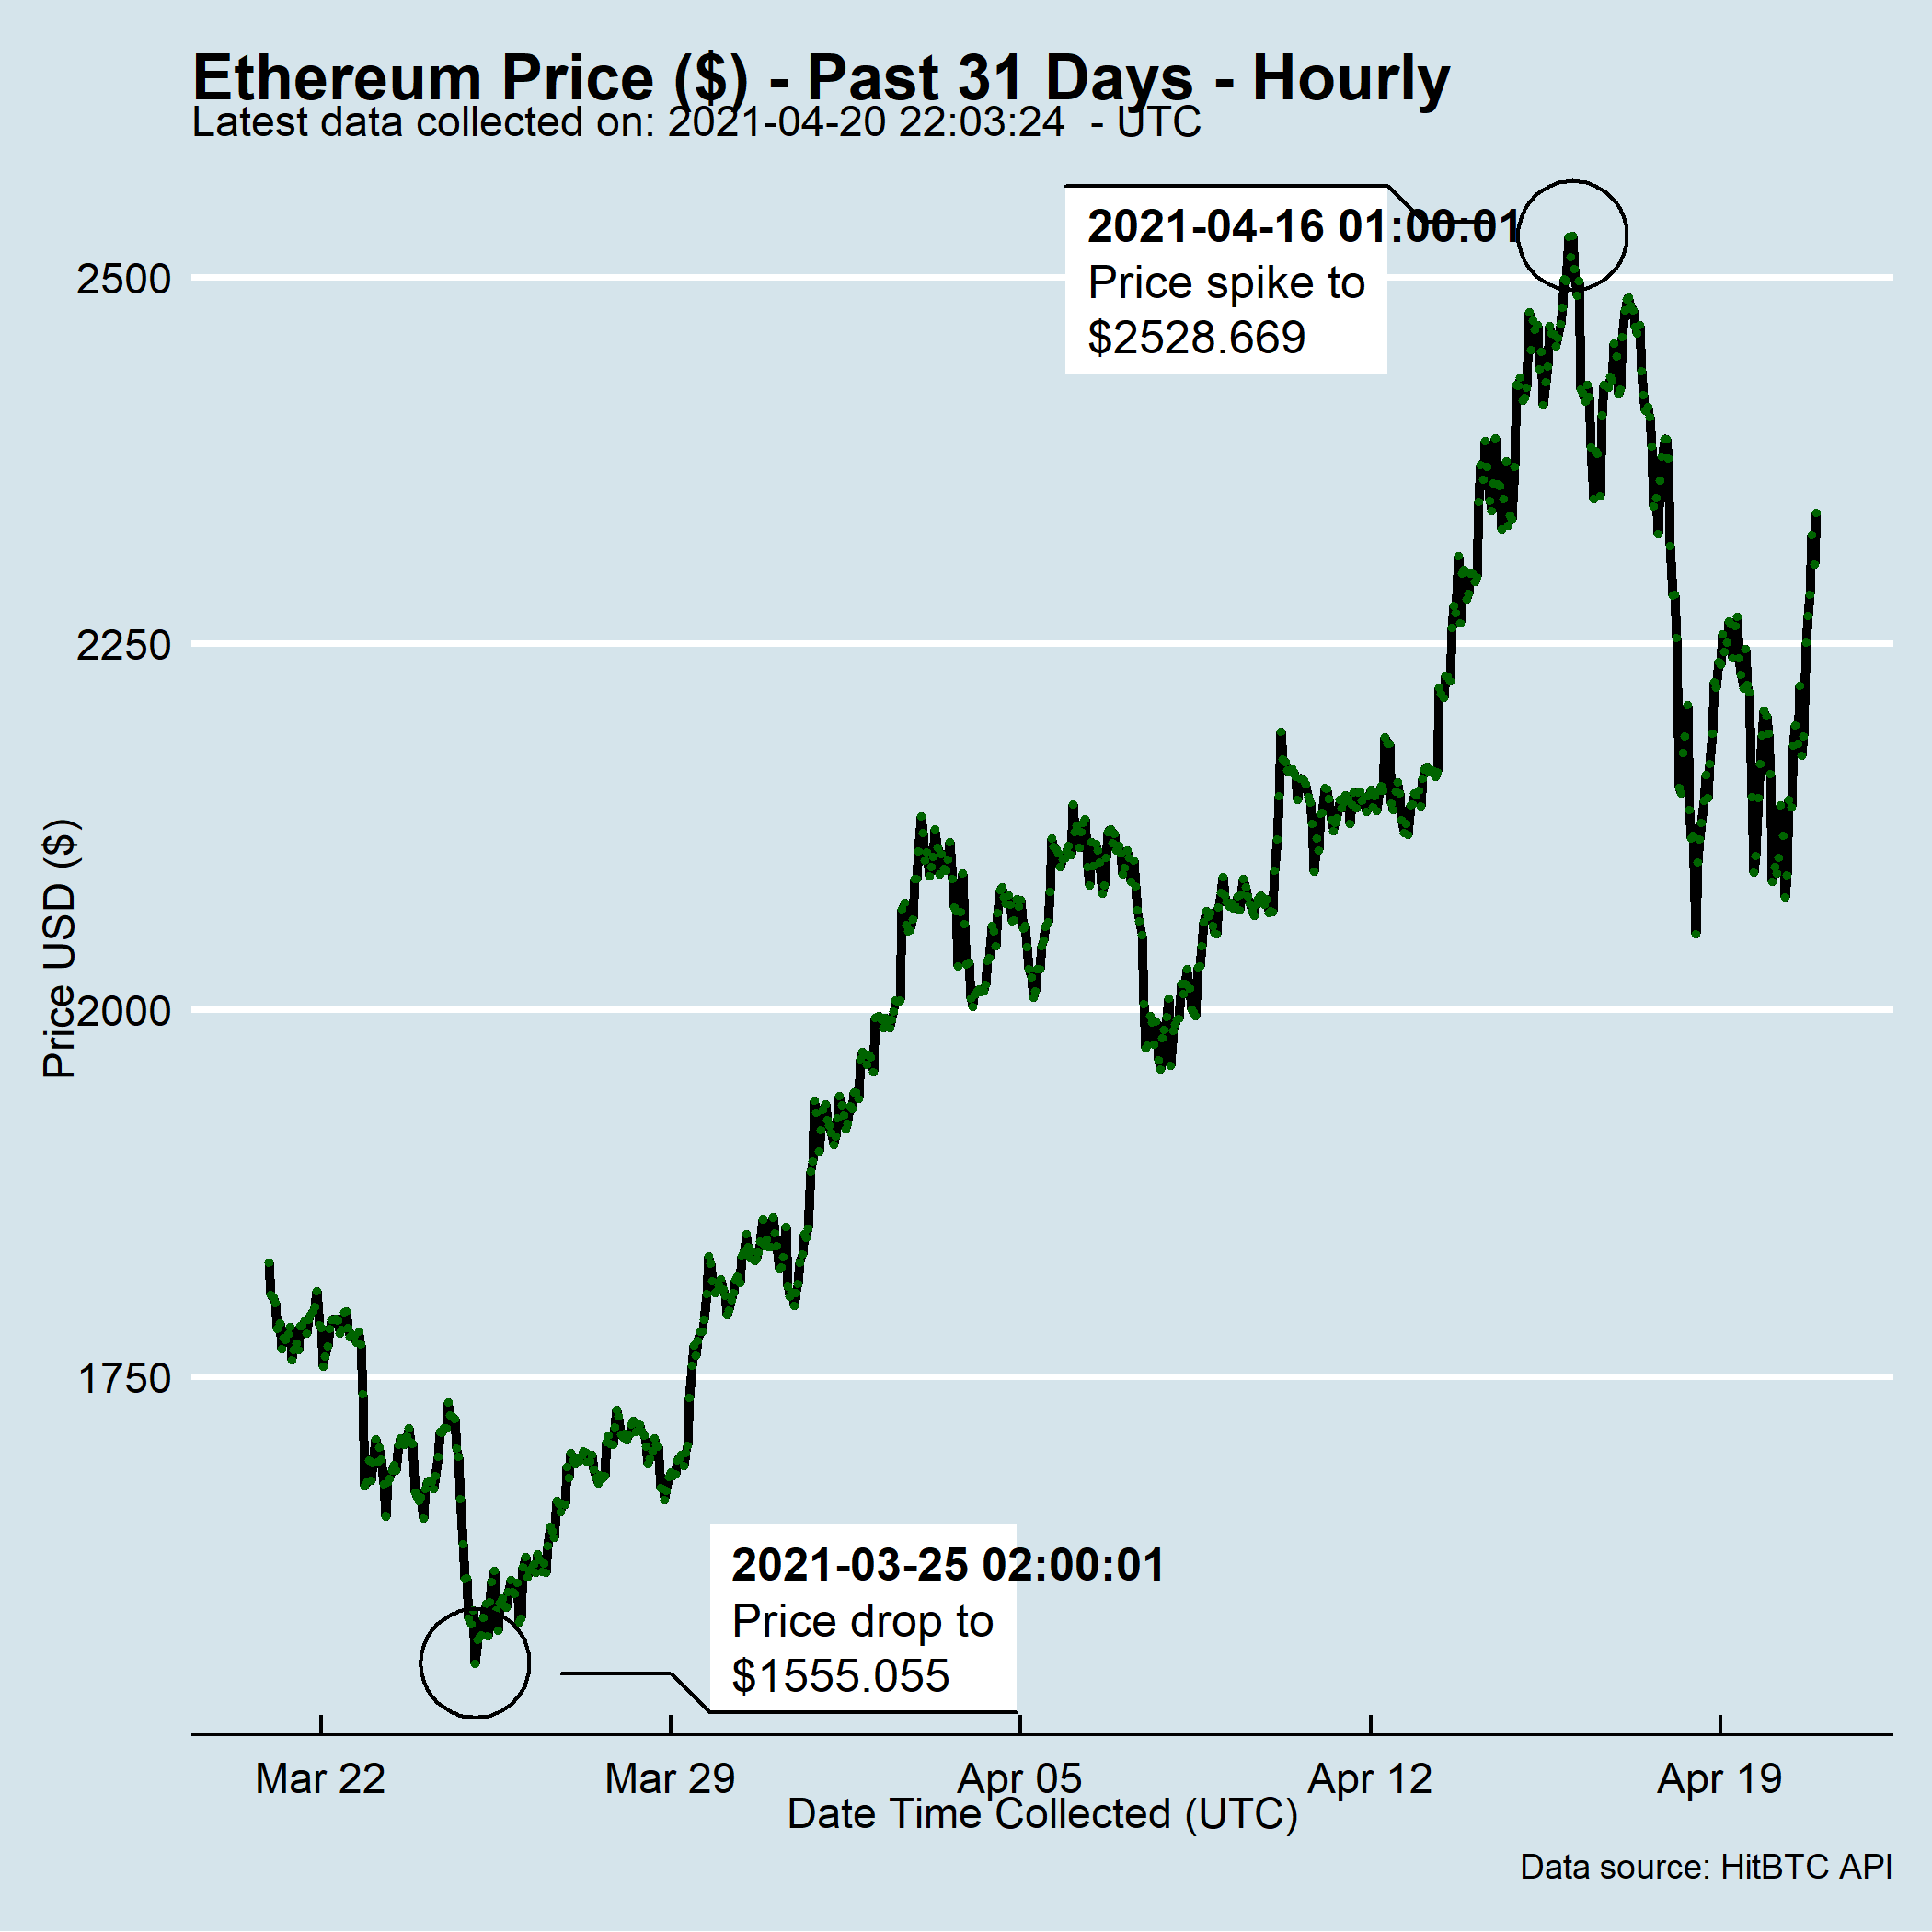 Ethereum Price ($) - Past 31 Days - Hourly
Latest data collected on: 2021-04-20 22:03:24  - UTC
2021-04-16 01:00:01
Price spike to
$2528.669
2500
2250
2000
1750
Price USD ($)
2021-03-25 02:00:01
Price drop to
$1555.055
Mar 22
Mar 29
Apr 05
Apr 12
Apr 19
Date Time Collected (UTC)
Data source: HitBTC API